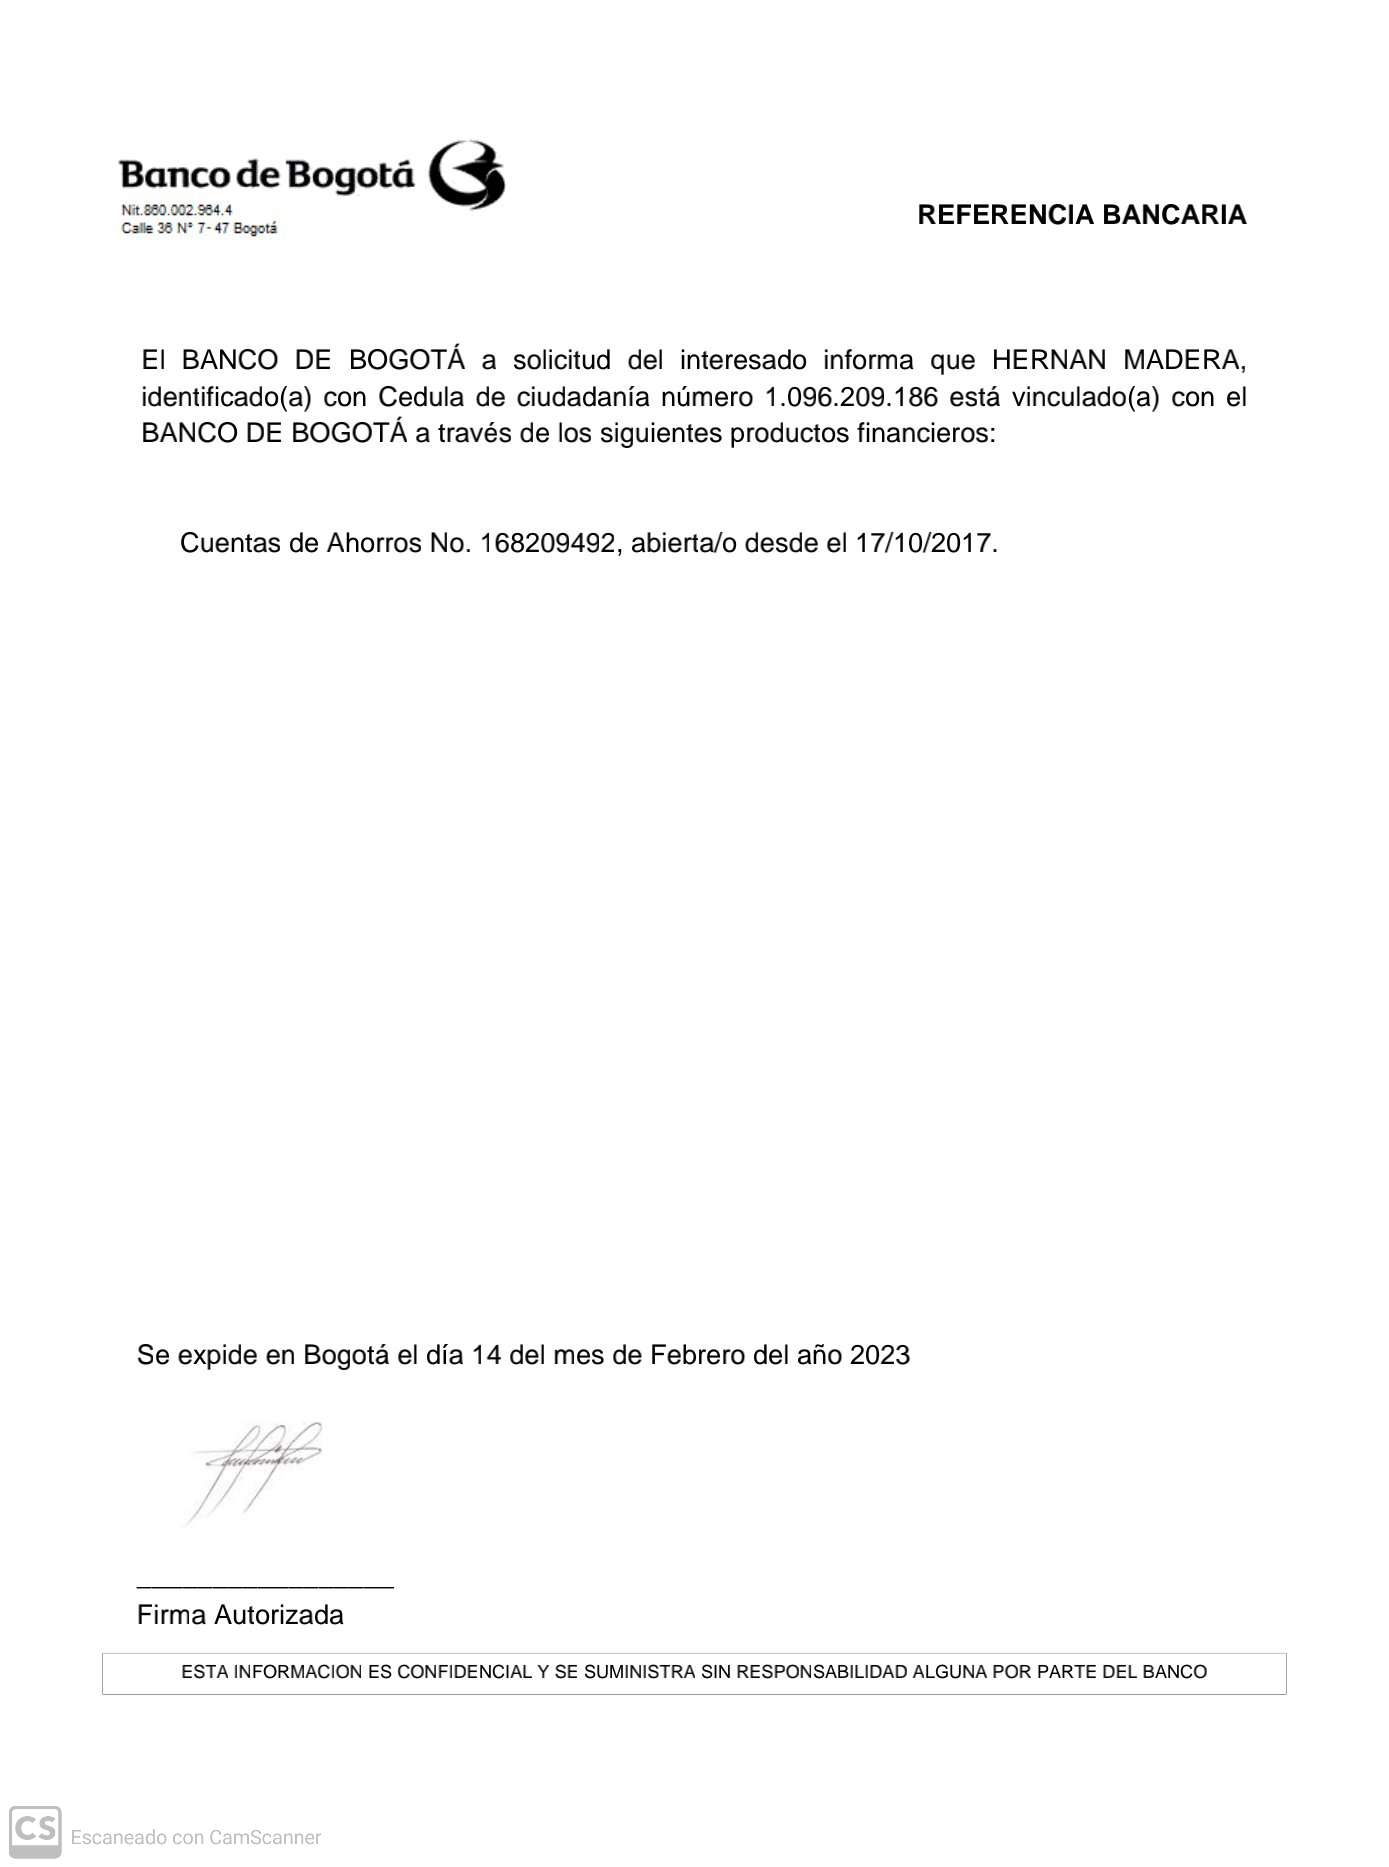 Banco de Bogotá
Nit.860.002.964.4
Calle 36 N° 7- 47 Bogotá
REFERENCIA BANCARIA
El BANCO DE BOGOTÁ a solicitud del interesado informa que HERNAN MADERA,
identificado(a) con Cedula de ciudadanía número 1.096.209.186 está vinculado(a) con el
BANCO DE BOGOTÁ a través de los siguientes productos financieros:
Cuentas de Ahorros No. 168209492, abierta/o desde el 17/10/2017.
Se expide en Bogotá el día 14 del mes de Febrero del año 2023
Firma Autorizada
ESTA INFORMACION ES CONFIDENCIAL Y SE SUMINISTRA SIN RESPONSABILIDAD ALGUNA POR PARTE DEL BANCO
CS Escaneado con CamScanner